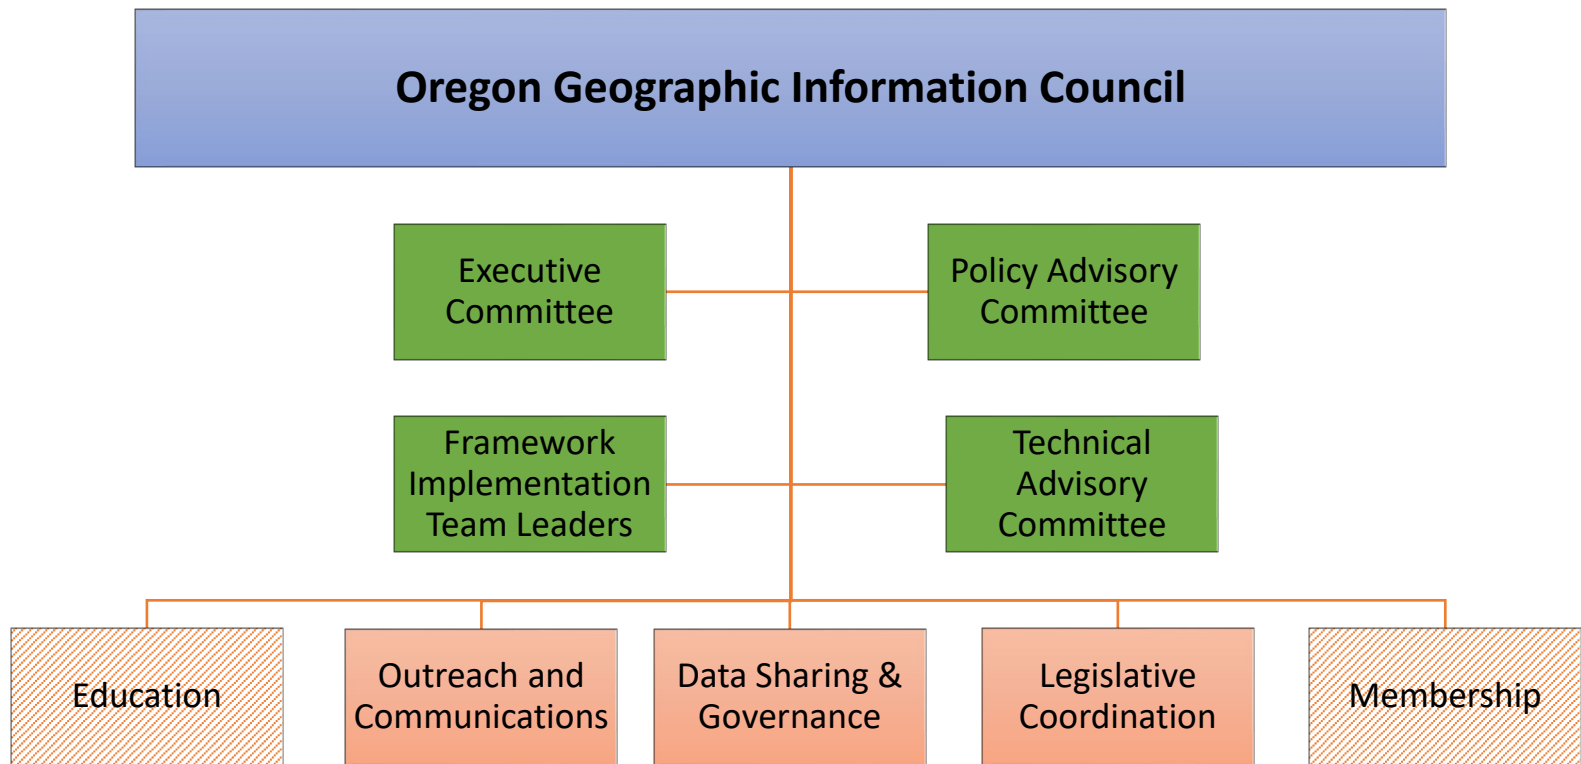 Oregon Geographic Information Council
Executive
Committee
Policy Advisory
Committee
Framework
Implementation
Team Leaders
Technical
Advisory
Committee
Education
Outreach and
Communications
Data Sharing &
Governance
Legislative
Coordination
Membership